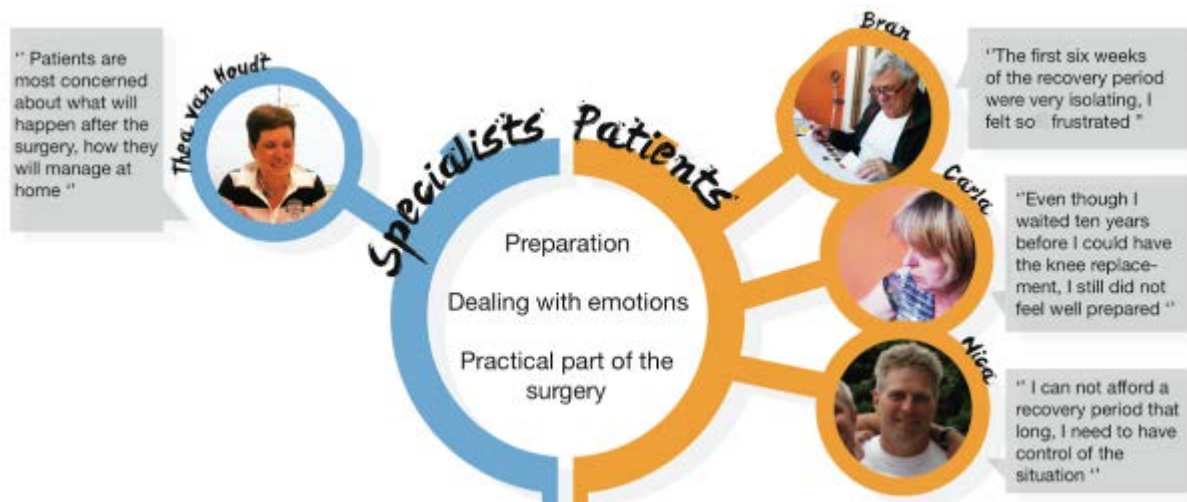 Thea van Houdt
'' Patients are
most concerned
about what will
happen after the
surgery, how they
will manage at
home ''
Specialists
Patients
Preparation
Dealing with emotions
Practical part of the
surgery
Bran
''The first six weeks
of the recovery period
were very isolating, I
felt so frustrated ''
Carla
''Even though I
waited ten years
before I could have
the knee replace-
ment, I still did not
feel well prepared ''
Nica
'' I can not afford a
recovery period that
long, I need to have
control of the
situation ''